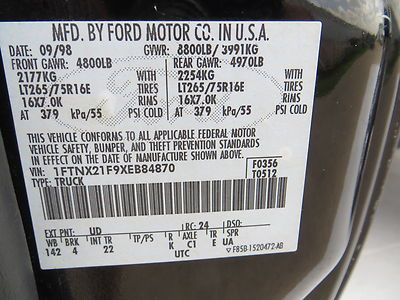 MFD. BY FORD MOTOR CO. IN U.S.A.
DATE: 09/98 GVWR: 8800LB/ 3991KG
FRONT GAWR: 4800LB REAR GAWR: 4970LB
2177KG WITH 2254KG WITH
LT265/75R16E TIRES LT265/75R16E TIRES
16X7.0K RIMS 16X7.0K RIMS
AT 379 kPa/55 PSI COLD AT 379 kPa/55 PSI COLD
THIS VEHICLE CONFORMS TO ALL APPLICABLE FEDERAL MOTOR
VEHICLE SAFETY, BUMPER, AND THEFT PREVENTION STANDARDS
IN EFFECT ON THE DATE OF MANUFACTURE SHOWN ABOVE.
VIN: 1FTNX21F9XEB84870 F0356
TYPE: TRUCK T0512
EXT PNT: UD RC: 24 DSO:
WB BRK INT TR TP/PS R AXLE TR SPR
142 4 22 K C1 E UA
UTC F85B-1520472-AB